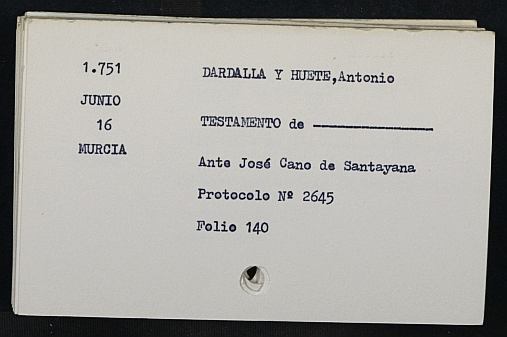 1.751
JUNIO
16
MURCIA
DARDALLA Y HUETE,Antonio
TESTAMENTO de
Ante José Cano de Santayana
Protocolo Nº 2645
Folio 140